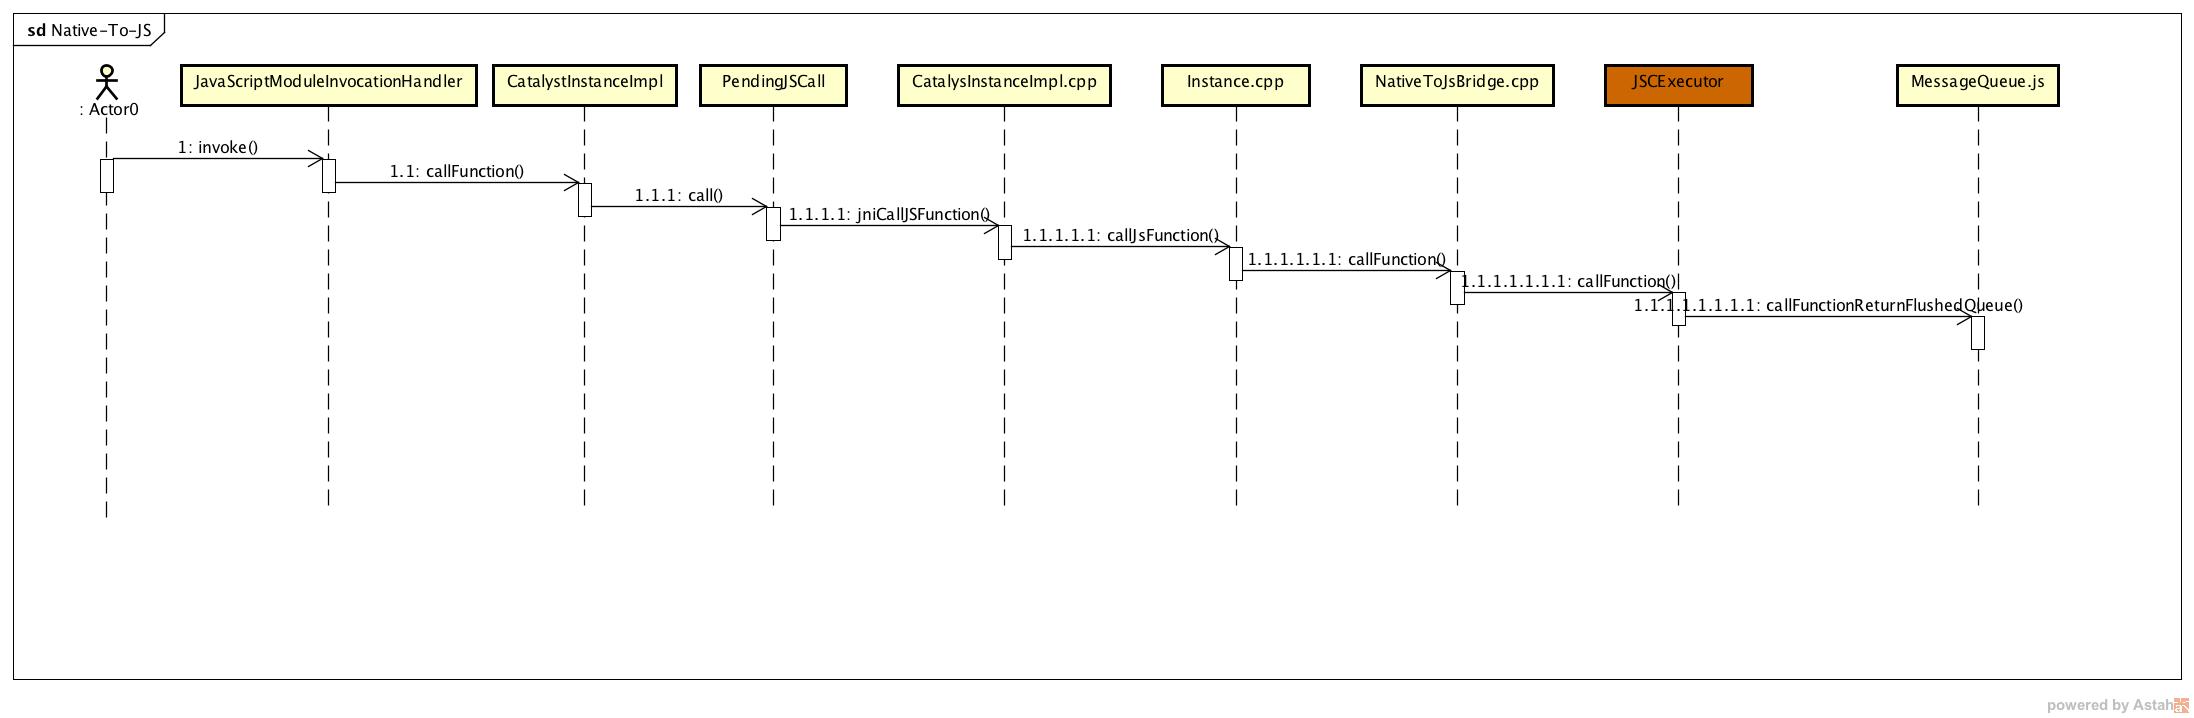 sd Native-To-JS
: Actor0
JavaScriptModuleInvocationHandler
CatalystInstanceImpl
PendingJSCall
CatalysInstanceImpl.cpp
Instance.cpp
NativeToJsBridge.cpp
JSCExecutor
MessageQueue.js
1: invoke()
1.1: callFunction()
1.1.1: call()
1.1.1.1: jniCallJSFunction()
1.1.1.1.1: callJsFunction()
1.1.1.1.1.1: callFunction()
1.1.1.1.1.1.1: callFunction()
1.1.1.1.1.1.1.1: callFunctionReturnFlushedQueue()
powered by Astah